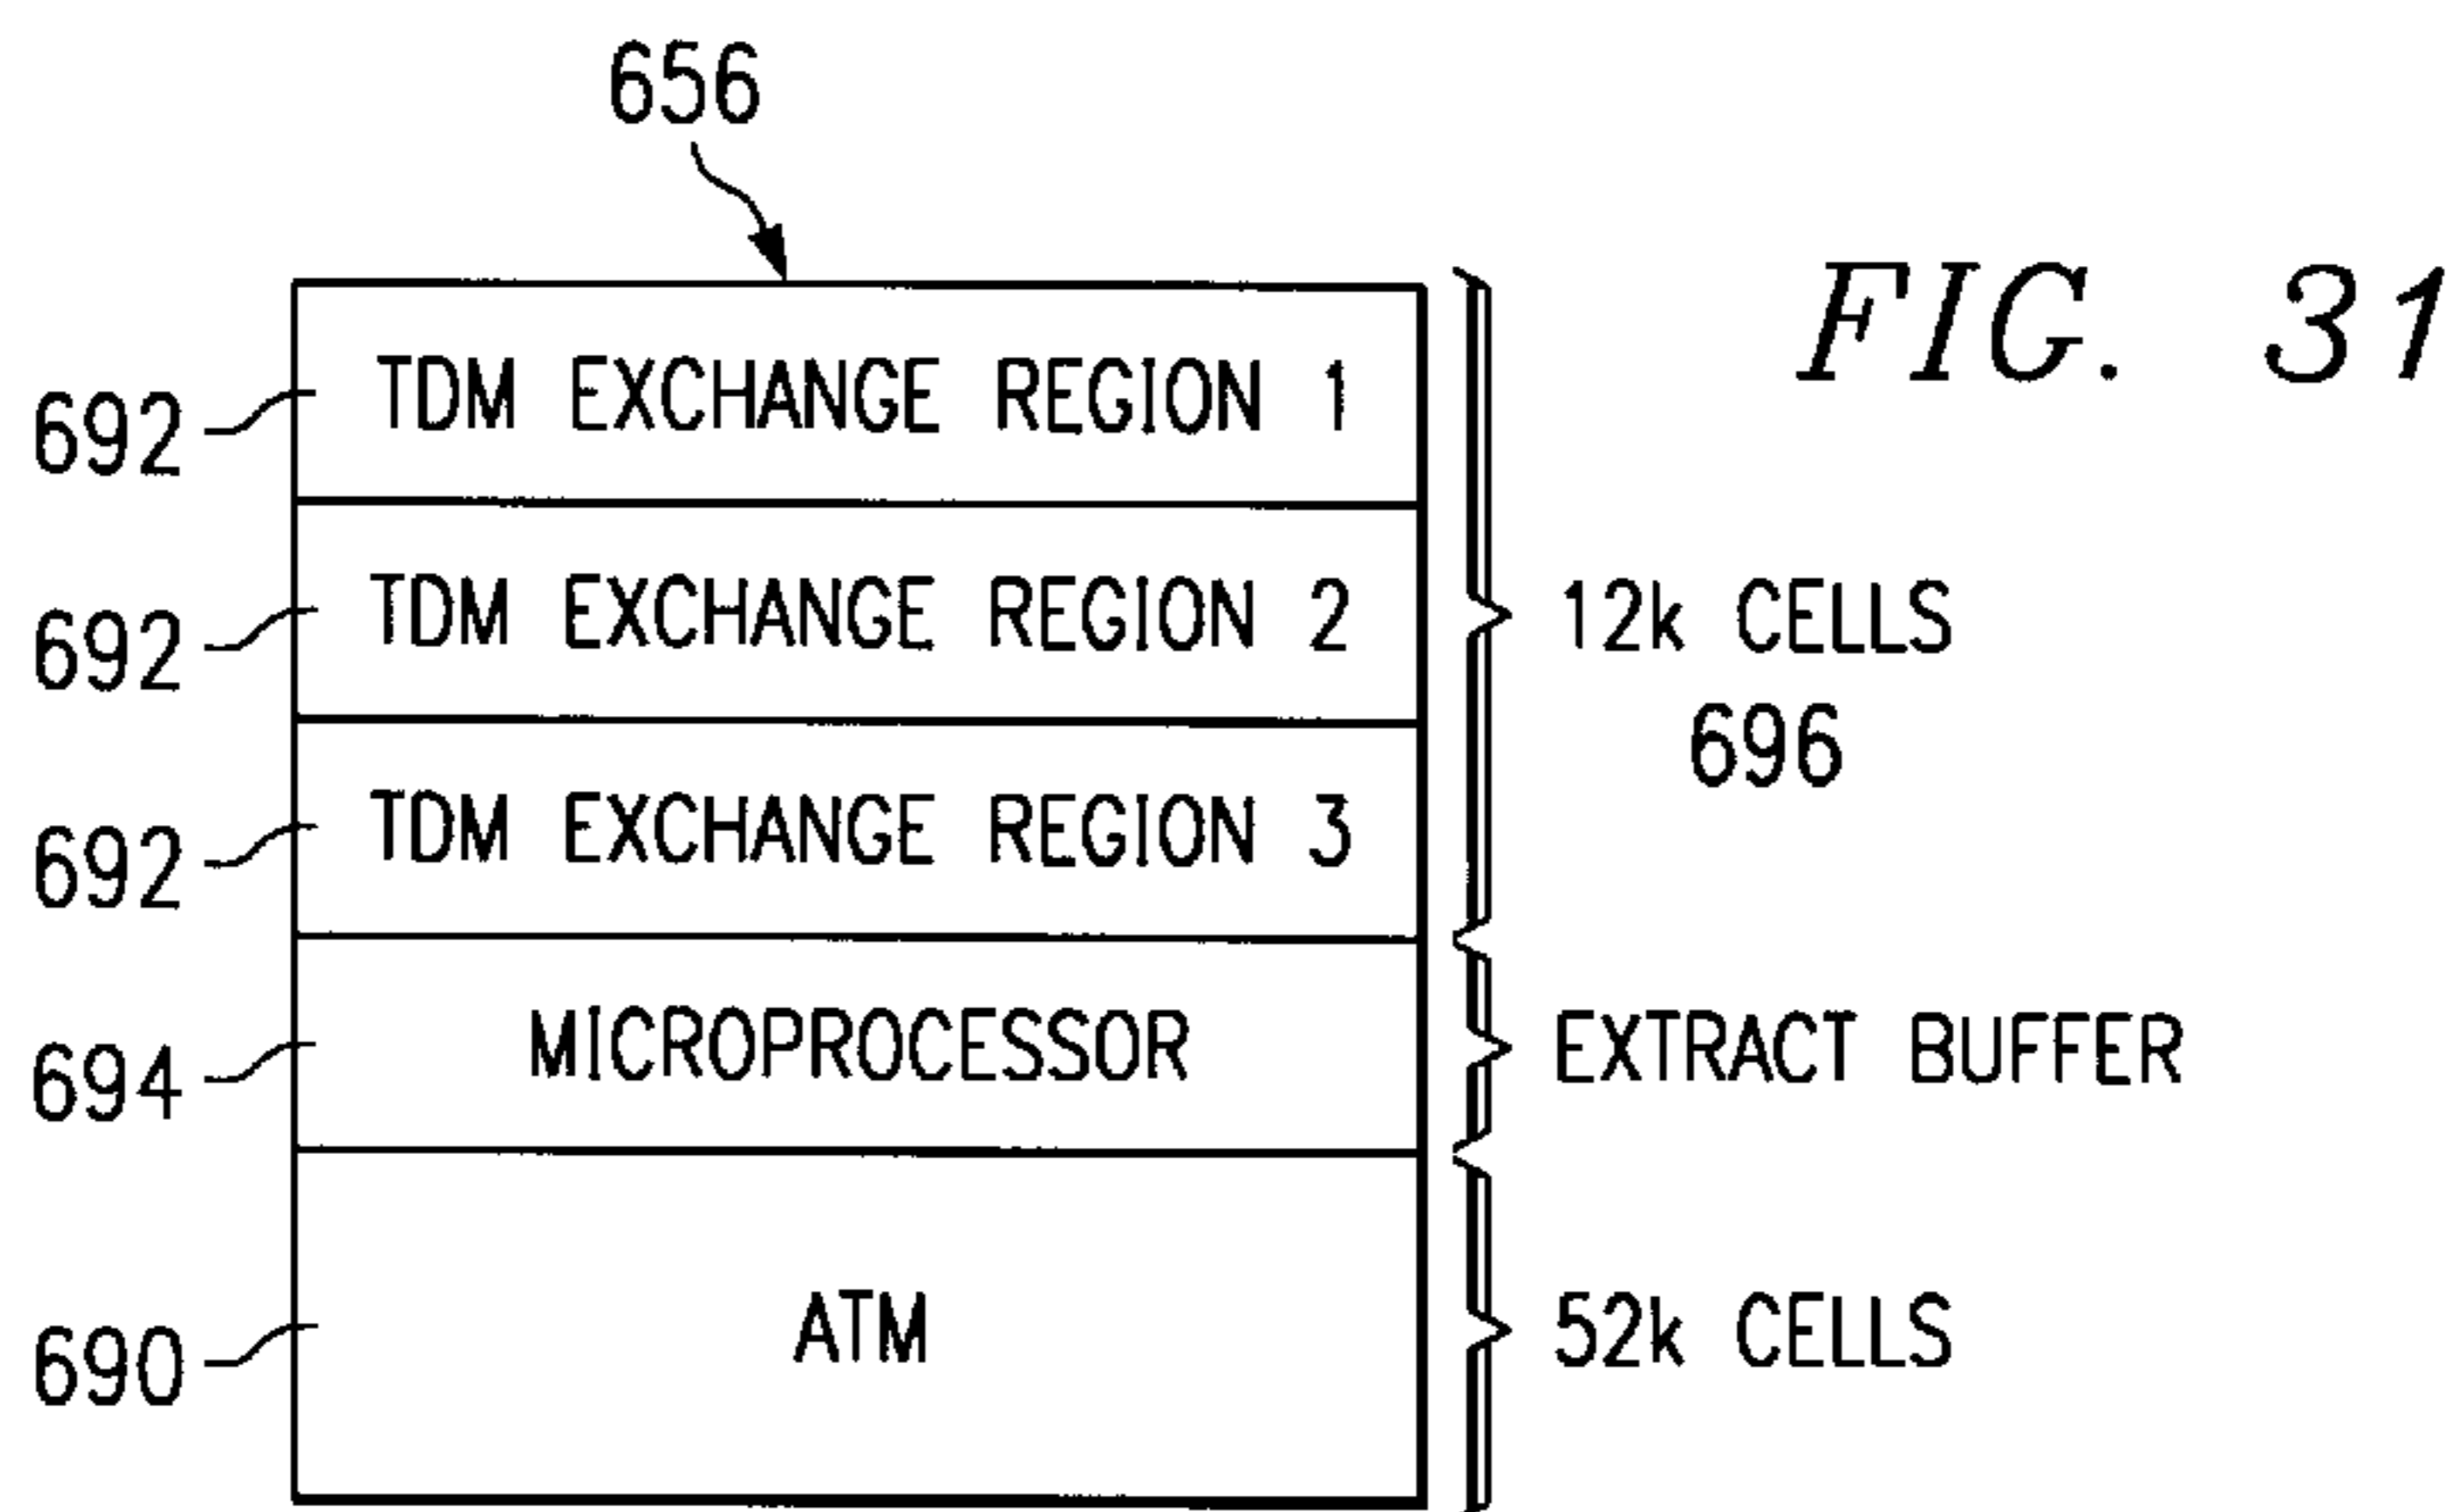 656
FIG. 31
692 TDM EXCHANGE REGION 1
692 TDM EXCHANGE REGION 2 12k CELLS
696
692 TDM EXCHANGE REGION 3
694 MICROPROCESSOR EXTRACT BUFFER
690 ATM 52k CELLS